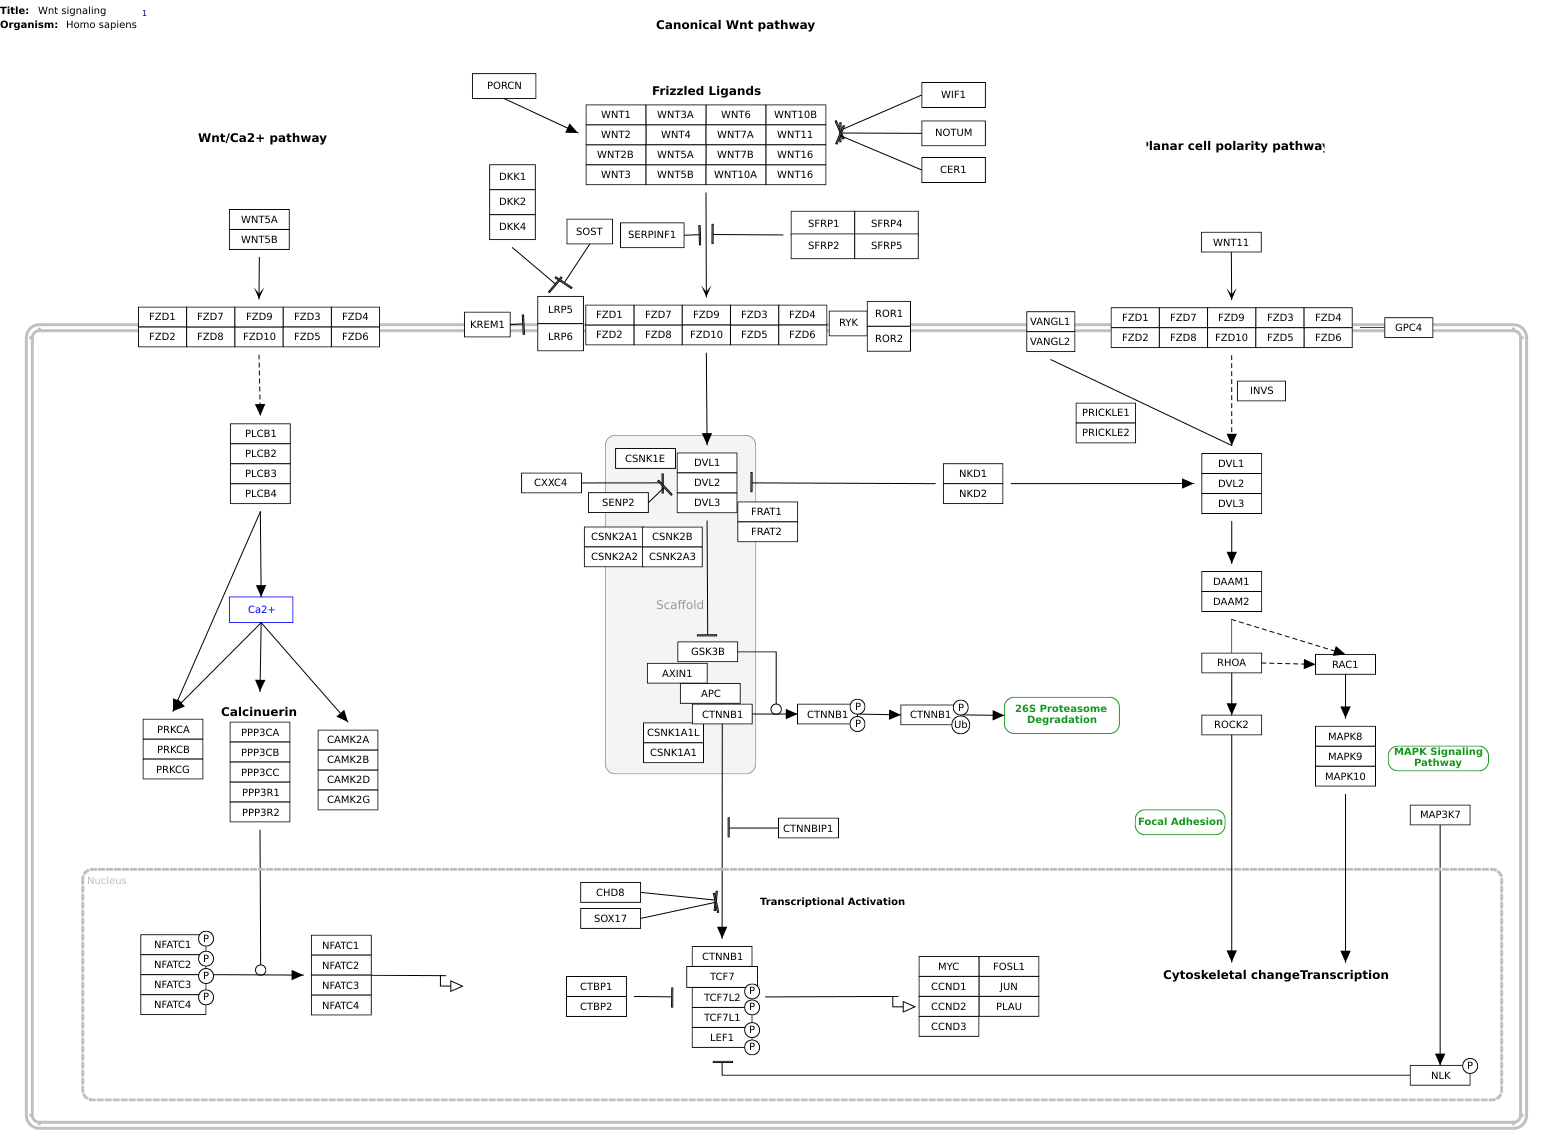 Title: Wnt signaling 1
Organism: Homo sapiens
Canonical Wnt pathway
PORCN
Frizzled Ligands
WNT1 WNT3A WNT6 WNT10B
WNT2 WNT4 WNT7A WNT11
WNT2B WNT5A WNT7B WNT16
WNT3 WNT5B WNT10A WNT16
WIF1
NOTUM
CER1
Wnt/Ca2+ pathway
Planar cell polarity pathway
DKK1
DKK2
DKK4
SOST
SERPINF1
SFRP1 SFRP4
SFRP2 SFRP5
WNT5A
WNT5B
WNT11
FZD1 FZD7 FZD9 FZD3 FZD4
FZD2 FZD8 FZD10 FZD5 FZD6
KREM1
LRP5
LRP6
FZD1 FZD7 FZD9 FZD3 FZD4
FZD2 FZD8 FZD10 FZD5 FZD6
RYK
ROR1
ROR2
VANGL1
VANGL2
FZD1 FZD7 FZD9 FZD3 FZD4
FZD2 FZD8 FZD10 FZD5 FZD6
GPC4
INVS
PRICKLE1
PRICKLE2
PLCB1
PLCB2
PLCB3
PLCB4
CSNK1E
DVL1
DVL2
DVL3
CXXC4
SENP2
FRAT1
FRAT2
NKD1
NKD2
DVL1
DVL2
DVL3
CSNK2A1 CSNK2B
CSNK2A2 CSNK2A3
Scaffold
Ca2+
DAAM1
DAAM2
GSK3B
AXIN1
APC
CTNNB1
CSNK1A1L
CSNK1A1
CTNNB1 P P
CTNNB1 P Ub
26S Proteasome
Degradation
RHOA
RAC1
ROCK2
MAPK8
MAPK9
MAPK10
MAPK Signaling
Pathway
Calcinuerin
PRKCA
PRKCB
PRKCG
PPP3CA
PPP3CB
PPP3CC
PPP3R1
PPP3R2
CAMK2A
CAMK2B
CAMK2D
CAMK2G
CTNNBIP1
Focal Adhesion
MAP3K7
Nucleus
CHD8
SOX17
Transcriptional Activation
NFATC1 P
NFATC2 P
NFATC3 P
NFATC4 P
NFATC1
NFATC2
NFATC3
NFATC4
CTBP1
CTBP2
CTNNB1
TCF7
TCF7L2 P
TCF7L1 P
LEF1 P
P
MYC FOSL1
CCND1 JUN
CCND2 PLAU
CCND3
Cytoskeletal change
Transcription
NLK P